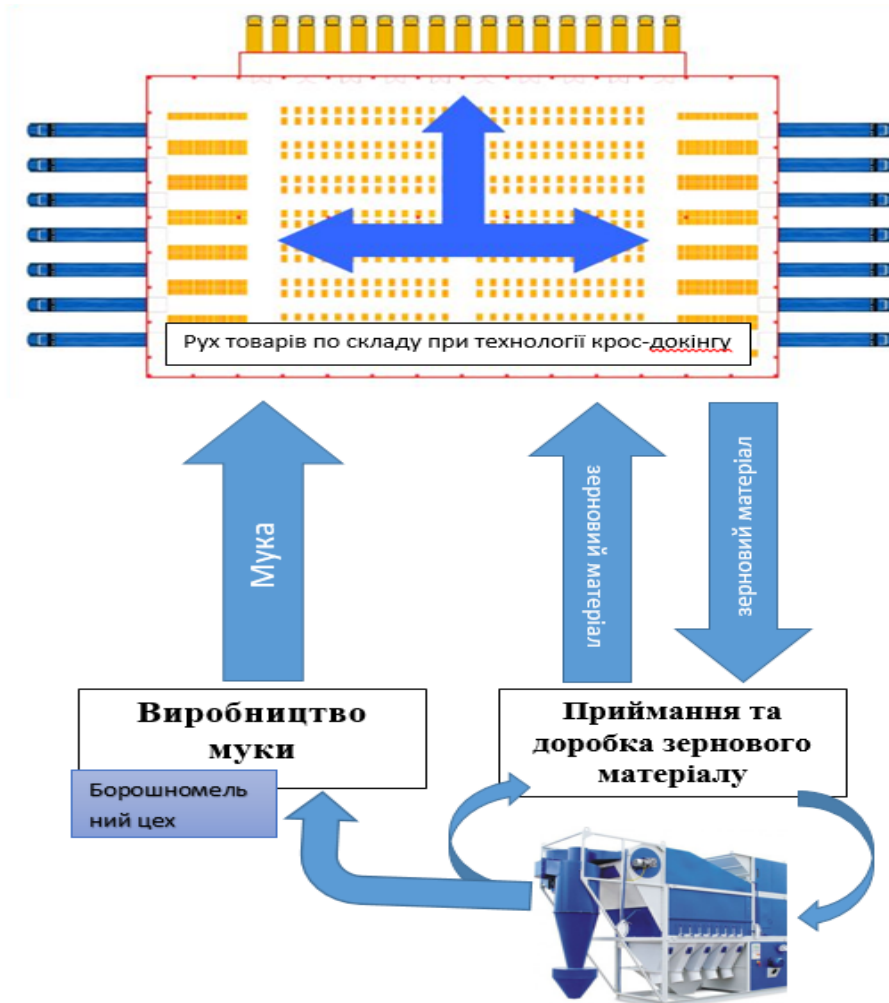 Рух товарів по складу при технології крос-докінгу
Мука
зерновий матеріал
зерновий матеріал
Виробництво
муки
Приймання та
доробка зернового
матеріалу
Борошномель
ний цех